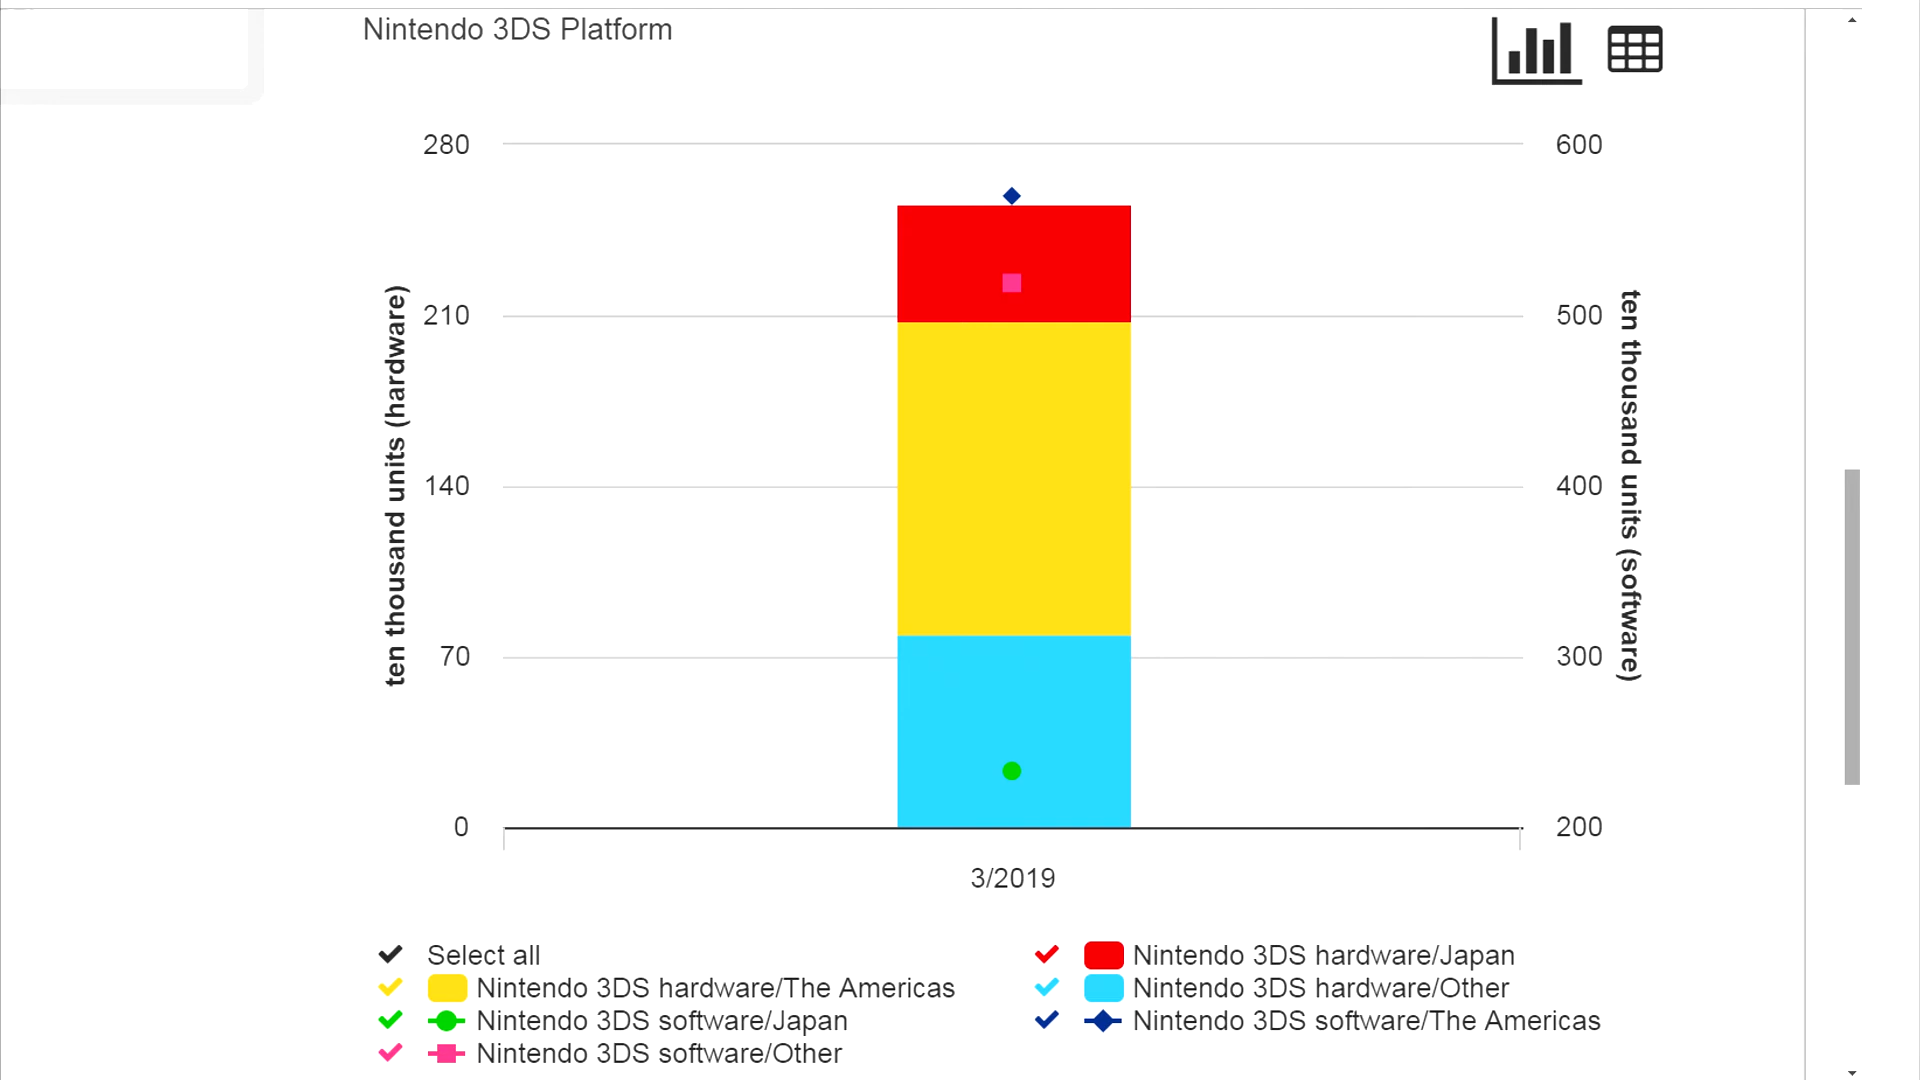 Nintendo 3DS Platform
280
600
210
500
140
400
70
300
0
200
ten thousand units (hardware)
ten thousand units (software)
3/2019
Select all
Nintendo 3DS hardware/Japan
Nintendo 3DS hardware/The Americas
Nintendo 3DS hardware/Other
Nintendo 3DS software/Japan
Nintendo 3DS software/The Americas
Nintendo 3DS software/Other